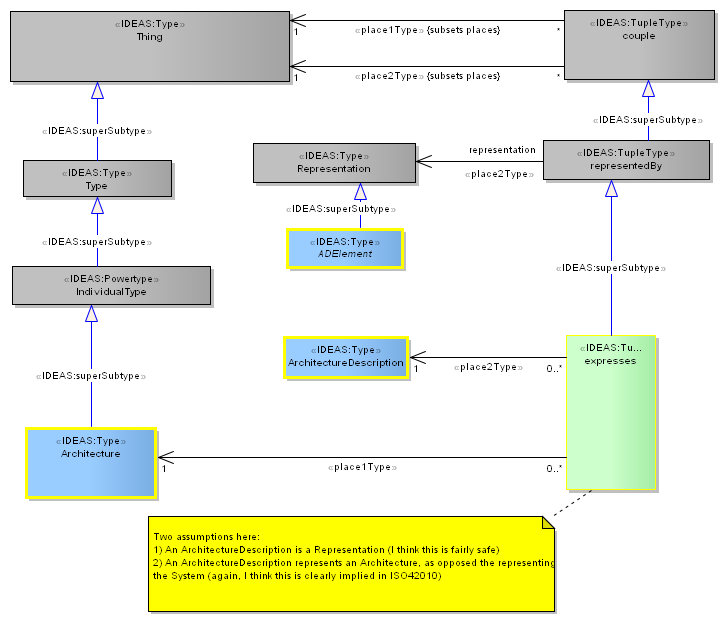 «IDEAS:Type»
Thing
1
«place1Type» {subsets places}
*
«IDEAS:TupleType»
couple
1
«place2Type» {subsets places}
*
«IDEAS:superSubtype»
«IDEAS:superSubtype»
«IDEAS:Type»
Type
«IDEAS:Type»
Representation
representation
«place2Type»
«IDEAS:TupleType»
representedBy
«IDEAS:superSubtype»
«IDEAS:superSubtype»
«IDEAS:Type»
ADElement
«IDEAS:superSubtype»
«IDEAS:Powertype»
IndividualType
«IDEAS:Type»
ArchitectureDescription
1
«place2Type»
0..*
«IDEAS:Tu...
expresses
«IDEAS:superSubtype»
«IDEAS:Type»
Architecture
1
«place1Type»
0..*
Two assumptions here:
1) An ArchitectureDescription is a Representation (I think this is fairly safe)
2) An ArchitectureDescription represents an Architecture, as opposed the representing
the System (again, I think this is clearly implied in ISO42010)